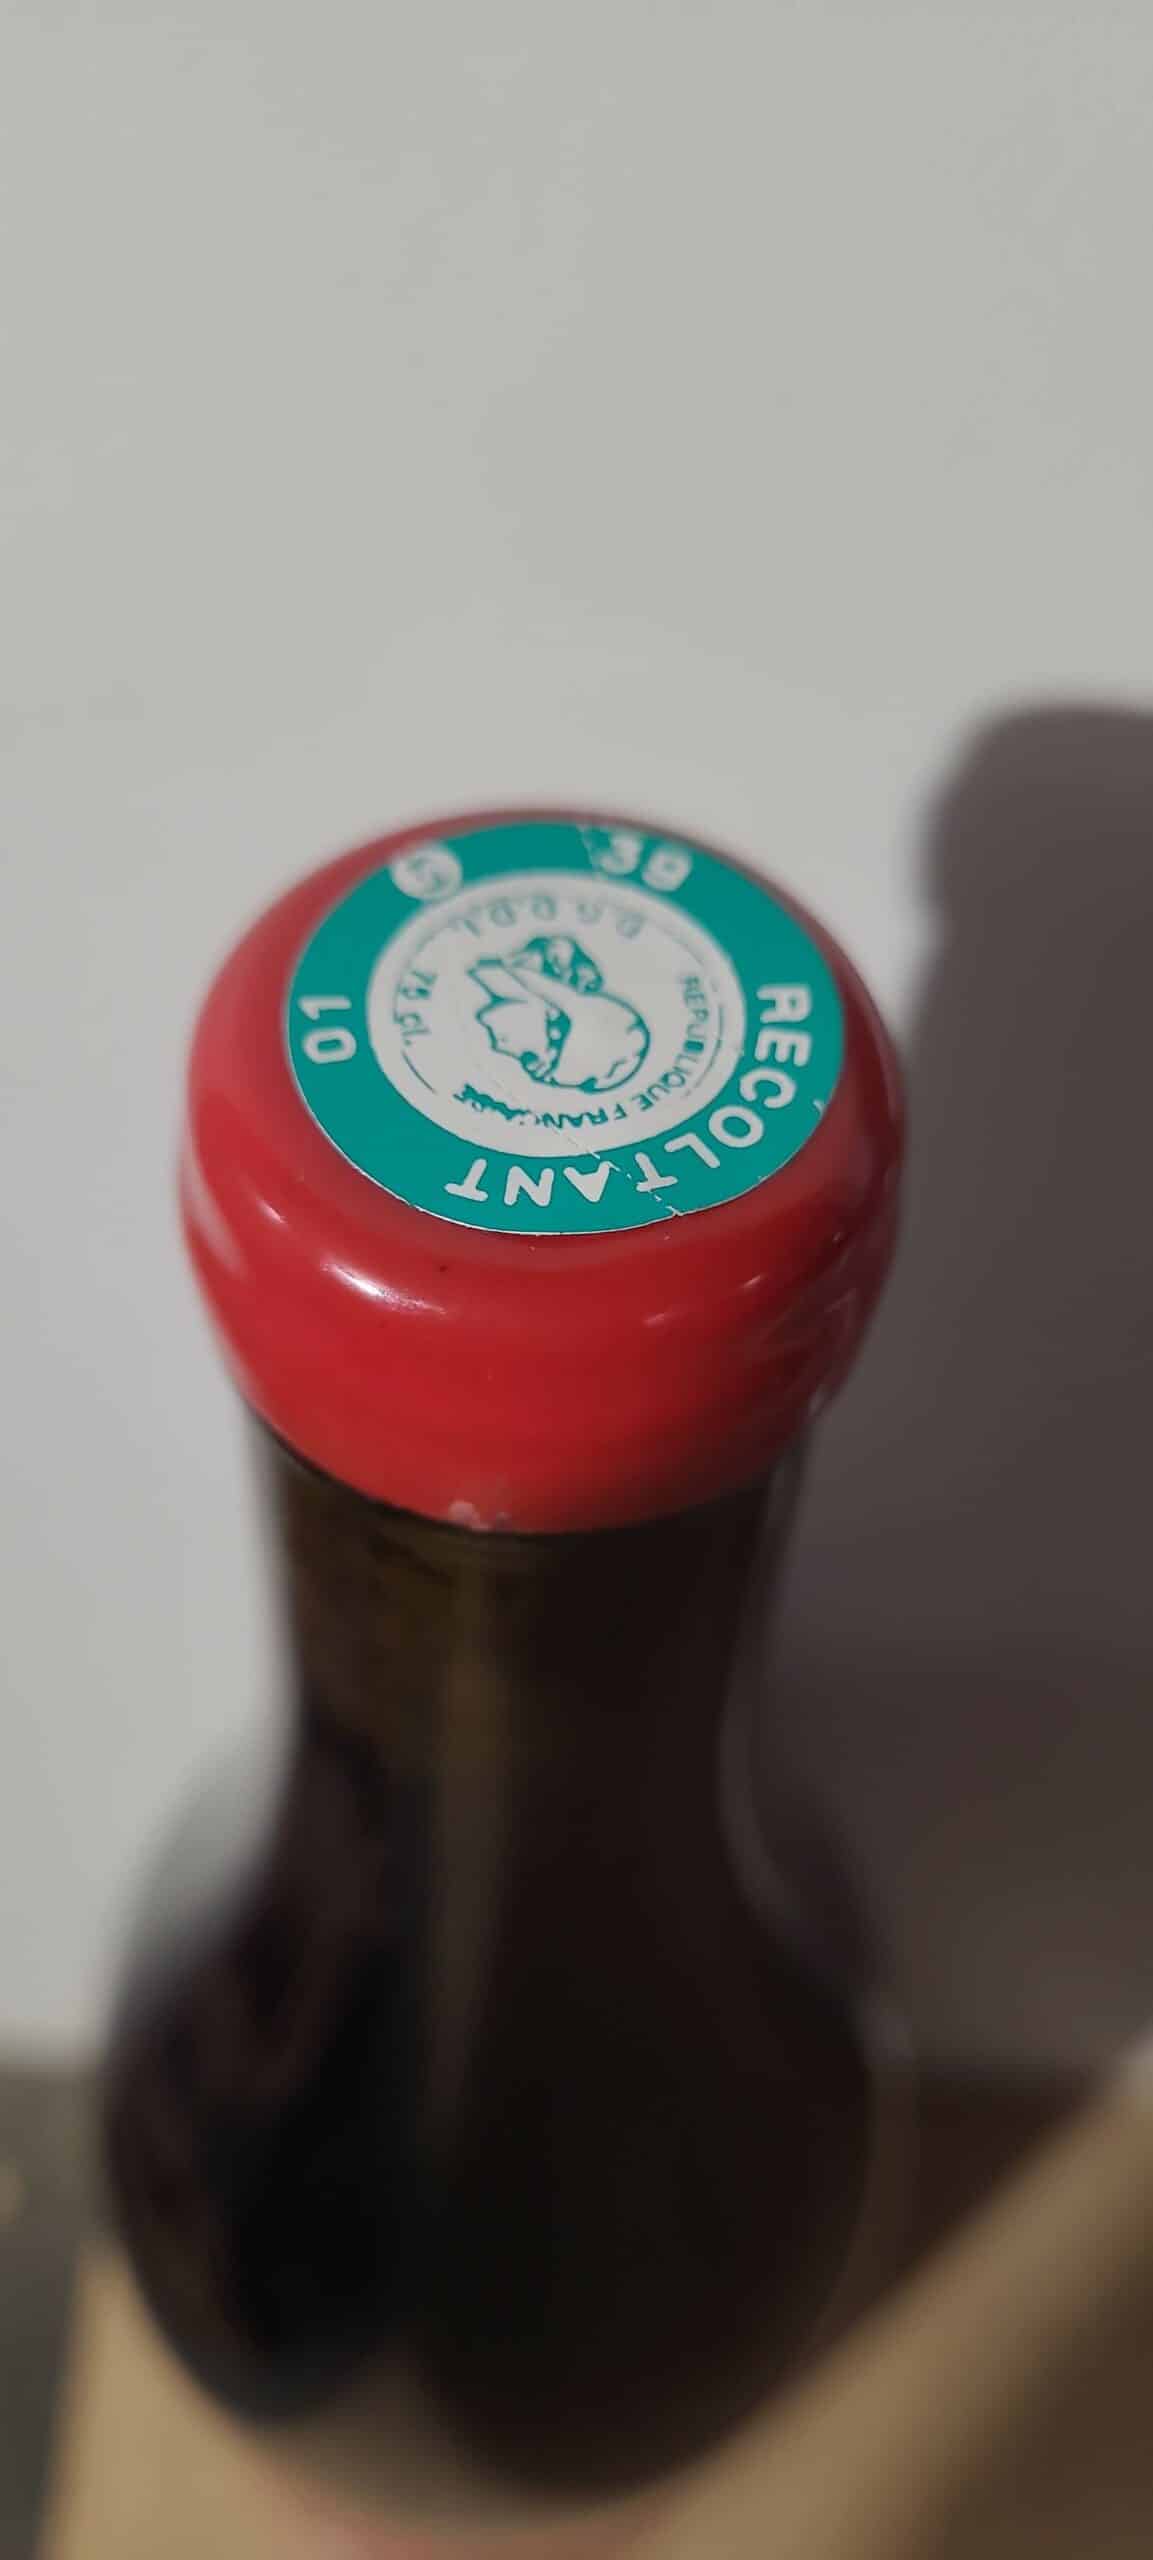 RECOLTANT
39
01
REPUBLIQUE FRANÇAISE
D.G.D.D.I.
75 cl.